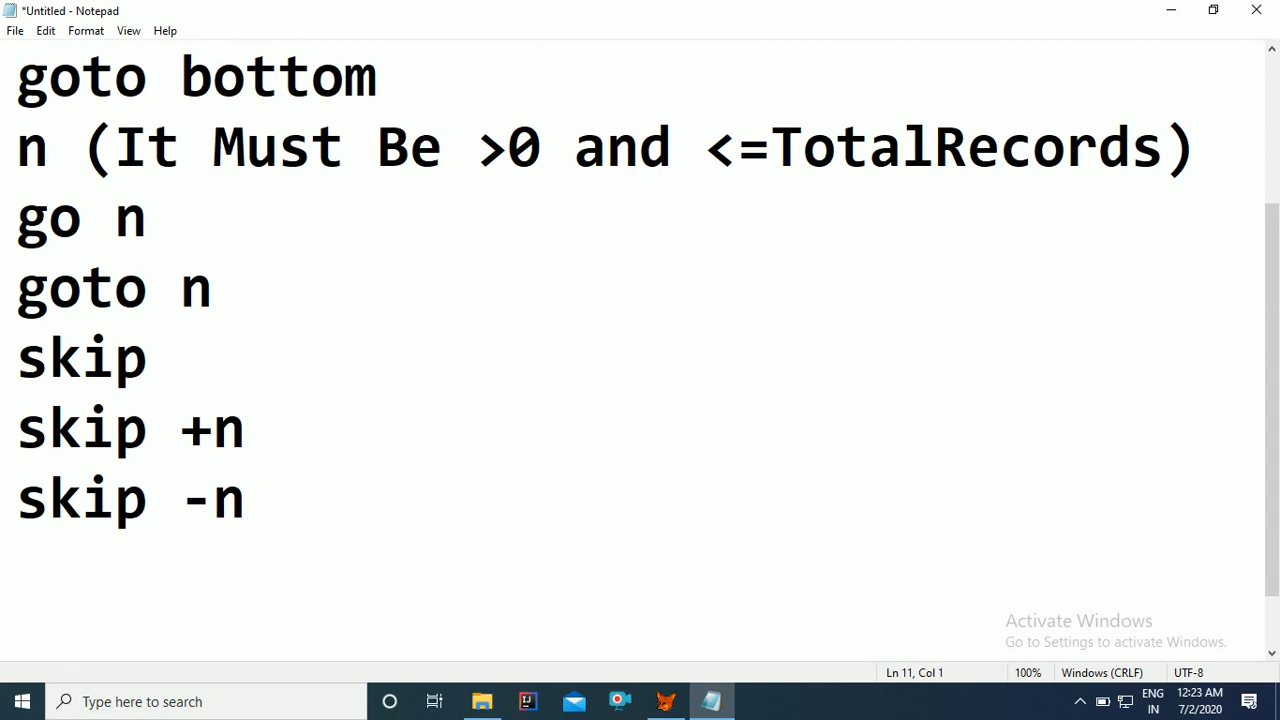 *Untitled - Notepad
File Edit Format View Help
goto bottom
n (It Must Be >0 and <=TotalRecords)
go n
goto n
skip
skip +n
skip -n
Activate Windows
Go to Settings to activate Windows.
Ln 11, Col 1 100% Windows (CRLF) UTF-8
Type here to search
ENG
IN
12:23 AM
7/2/2020